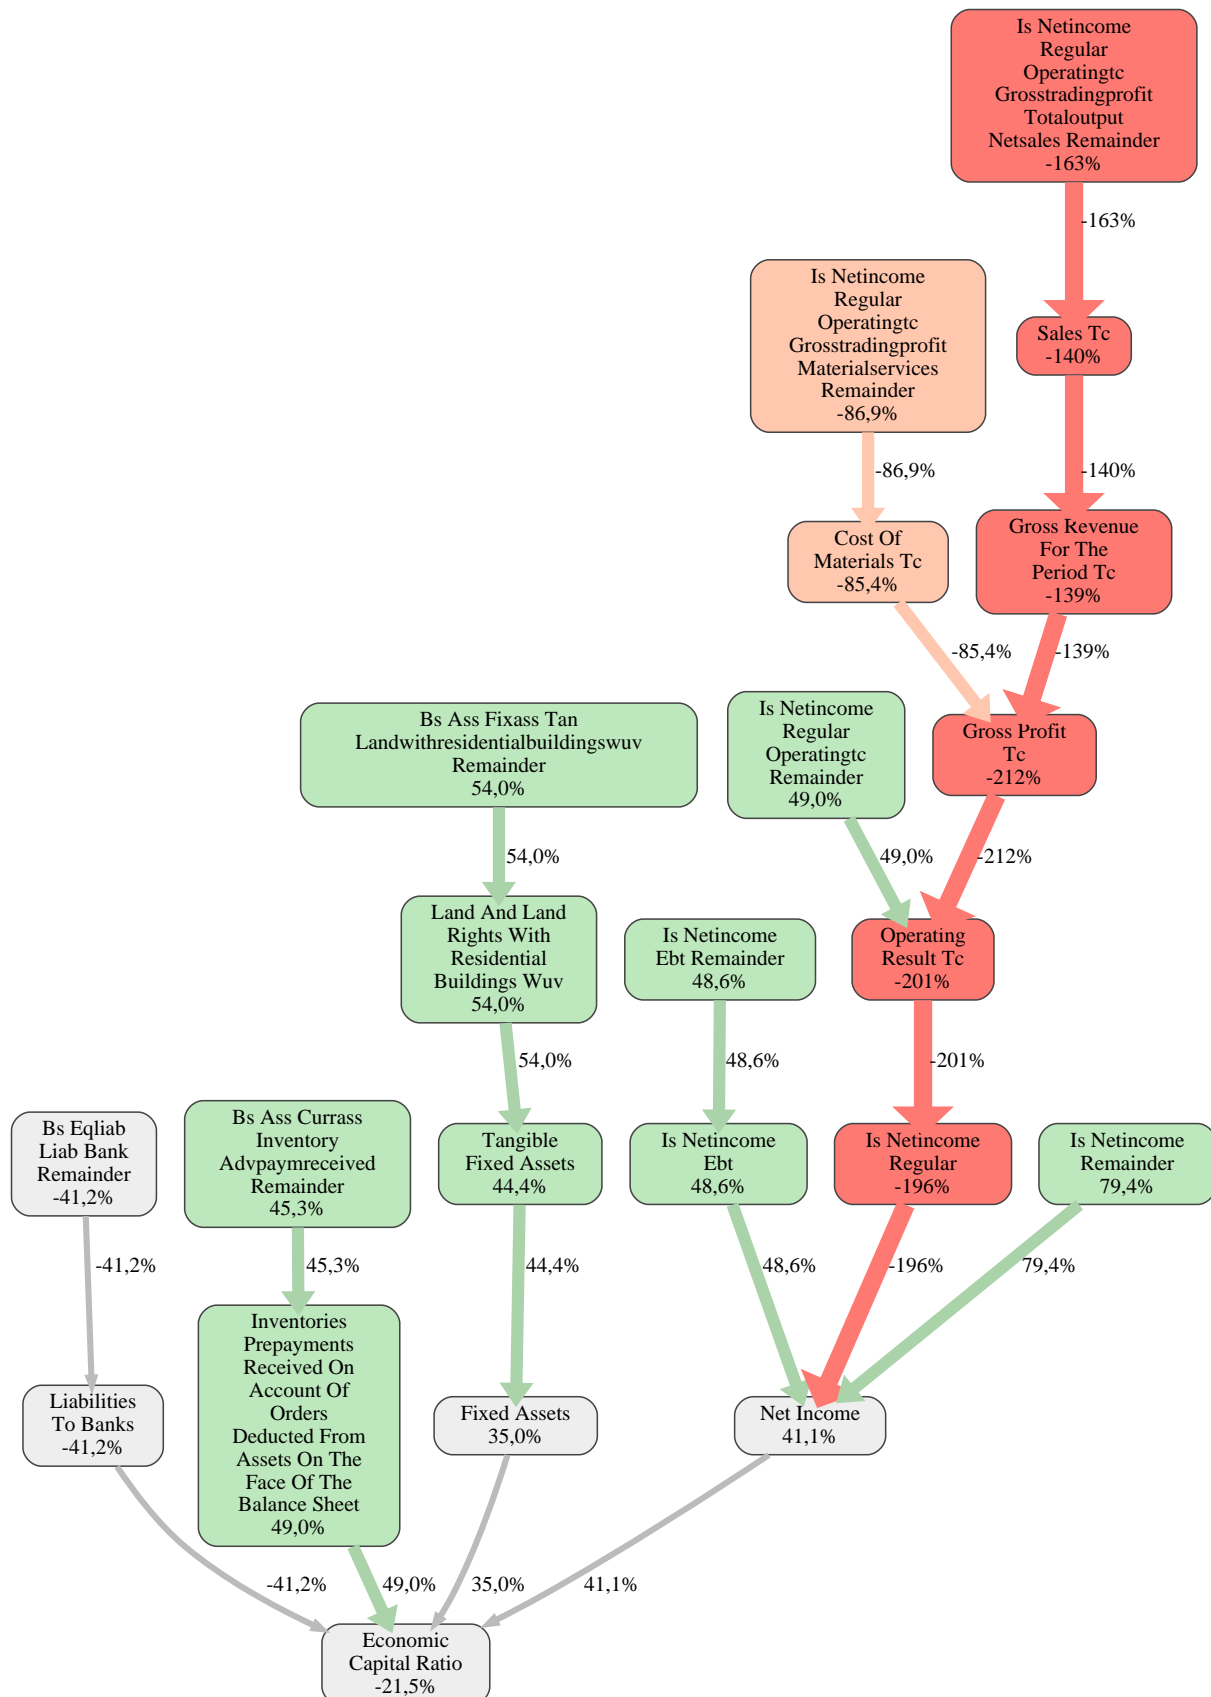 Is Netincome
Regular
Operatingtc
Grosstradingprofit
Totaloutput
Netsales Remainder
-163%
-163%
Is Netincome
Regular
Operatingtc
Grosstradingprofit
Materialservices
Remainder
-86,9%
Sales Tc
-140%
-86,9%
-140%
Cost Of
Materials Tc
-85,4%
Gross Revenue
For The
Period Tc
-139%
-85,4%
-139%
Bs Ass Fixass Tan
Landwithresidentialbuildingswuv
Remainder
54,0%
Is Netincome
Regular
Operatingtc
Remainder
49,0%
Gross Profit
Tc
-212%
54,0%
49,0%
-212%
Land And Land
Rights With
Residential
Buildings Wuv
54,0%
Is Netincome
Ebt Remainder
48,6%
Operating
Result Tc
-201%
54,0%
48,6%
-201%
Bs Eqliab
Liab Bank
Remainder
-41,2%
Bs Ass Currass
Inventory
Advpaymreceived
Remainder
45,3%
Tangible
Fixed Assets
44,4%
Is Netincome
Ebt
48,6%
Is Netincome
Regular
-196%
Is Netincome
Remainder
79,4%
-41,2%
45,3%
44,4%
48,6%
-196%
79,4%
Liabilities
To Banks
-41,2%
Inventories
Prepayments
Received On
Account Of
Orders
Deducted From
Assets On The
Face Of The
Balance Sheet
49,0%
Fixed Assets
35,0%
Net Income
41,1%
-41,2%
49,0%
35,0%
41,1%
Economic
Capital Ratio
-21,5%